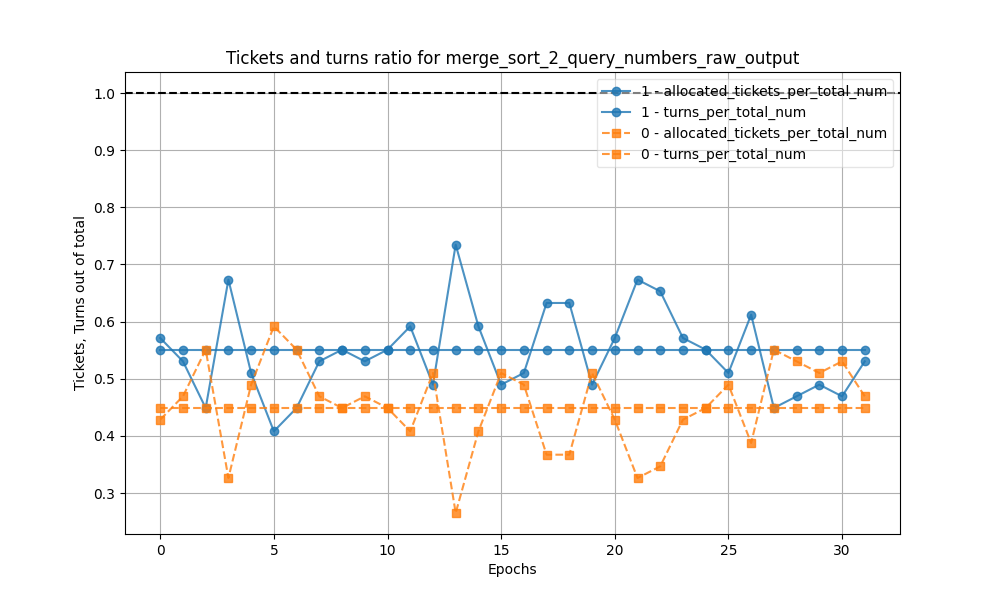 Tickets and turns ratio for merge_sort_2_query_numbers_raw_output
1 - allocated_tickets_per_total_num
1 - turns_per_total_num
0 - allocated_tickets_per_total_num
0 - turns_per_total_num
Tickets, Turns out of total
1.0
0.9
0.8
0.7
0.6
0.5
0.4
0.3
0 5 10 15 20 25 30
Epochs